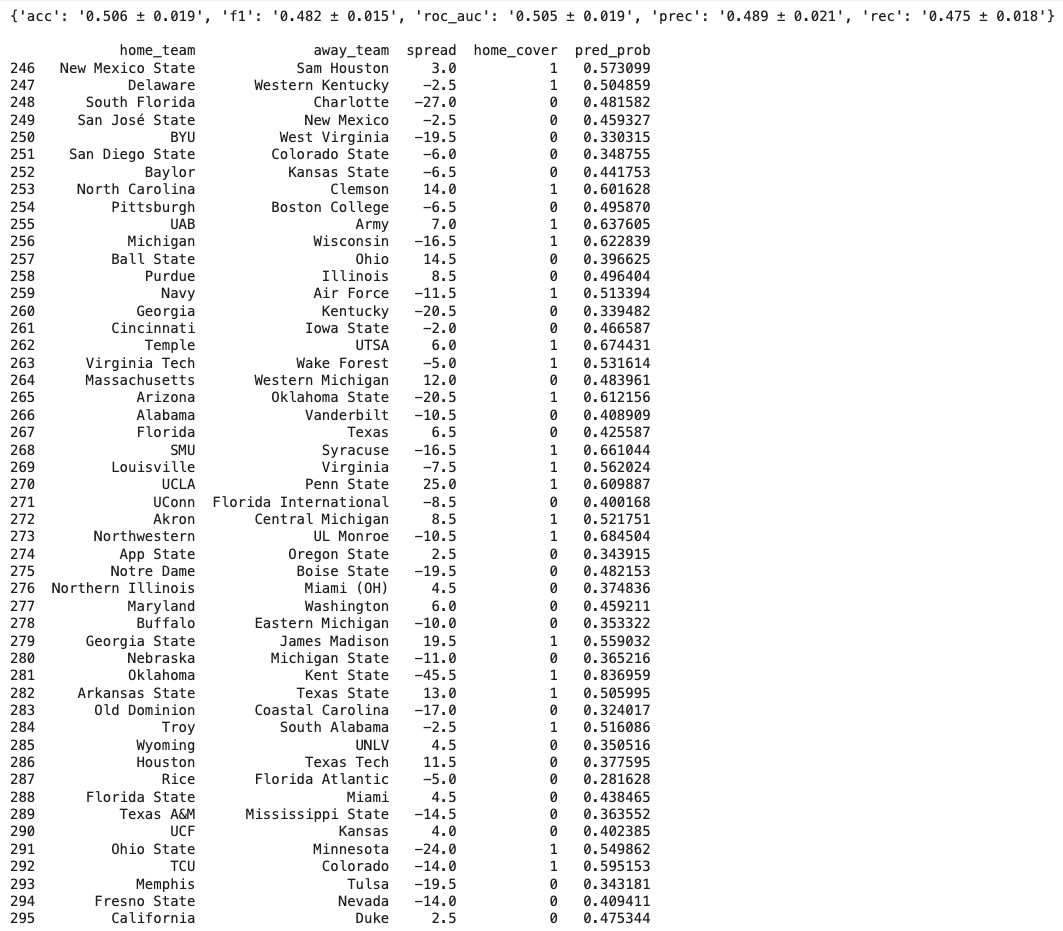 {'acc': '0.506 ± 0.019', 'f1': '0.482 ± 0.015', 'roc_auc': '0.505 ± 0.019', 'prec': '0.489 ± 0.021', 'rec': '0.475 ± 0.018'}
home_team away_team spread home_cover pred_prob
246 New Mexico State Sam Houston 3.0 1 0.573099
247 Delaware Western Kentucky -2.5 1 0.504859
248 South Florida Charlotte -27.0 0 0.481582
249 San José State New Mexico -2.5 0 0.459327
250 BYU West Virginia -19.5 0 0.330315
251 San Diego State Colorado State -6.0 0 0.348755
252 Baylor Kansas State -6.5 0 0.441753
253 North Carolina Clemson 14.0 1 0.601628
254 Pittsburgh Boston College -6.5 0 0.495870
255 UAB Army 7.0 1 0.637605
256 Michigan Wisconsin -16.5 1 0.622839
257 Ball State Ohio 14.5 0 0.396625
258 Purdue Illinois 8.5 0 0.496404
259 Navy Air Force -11.5 1 0.513394
260 Georgia Kentucky -20.5 0 0.339482
261 Cincinnati Iowa State -2.0 0 0.466587
262 Temple UTSA 6.0 1 0.674431
263 Virginia Tech Wake Forest -5.0 1 0.531614
264 Massachusetts Western Michigan 12.0 0 0.483961
265 Arizona Oklahoma State -20.5 1 0.612156
266 Alabama Vanderbilt -10.5 0 0.408909
267 Florida Texas 6.5 0 0.425587
268 SMU Syracuse -16.5 1 0.661044
269 Louisville Virginia -7.5 1 0.562024
270 UCLA Penn State 25.0 1 0.609887
271 UConn Florida International -8.5 0 0.400168
272 Akron Central Michigan 8.5 1 0.521751
273 Northwestern UL Monroe -10.5 1 0.684504
274 App State Oregon State 2.5 0 0.343915
275 Notre Dame Boise State -19.5 0 0.482153
276 Northern Illinois Miami (OH) 4.5 0 0.374836
277 Maryland Washington 6.0 0 0.459211
278 Buffalo Eastern Michigan -10.0 0 0.353322
279 Georgia State James Madison 19.5 1 0.559032
280 Nebraska Michigan State -11.0 0 0.365216
281 Oklahoma Kent State -45.5 1 0.836959
282 Arkansas State Texas State 13.0 1 0.505995
283 Old Dominion Coastal Carolina -17.0 0 0.324017
284 Troy South Alabama -2.5 1 0.516086
285 Wyoming UNLV 4.5 0 0.350516
286 Houston Texas Tech 11.5 0 0.377595
287 Rice Florida Atlantic -5.0 0 0.281628
288 Florida State Miami 4.5 0 0.438465
289 Texas A&M Mississippi State -14.5 0 0.363552
290 UCF Kansas 4.0 0 0.402385
291 Ohio State Minnesota -24.0 1 0.549862
292 TCU Colorado -14.0 1 0.595153
293 Memphis Tulsa -19.5 0 0.343181
294 Fresno State Nevada -14.0 0 0.409411
295 California Duke 2.5 0 0.475344